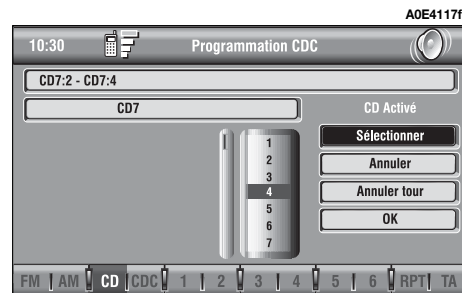 A0E4117f
10:30 Programmation CDC
CD7:2 - CD7:4
CD7
CD Activé
Sélectionner
Annuler
Annuler tour
OK
1
2
3
4
5
6
7
FM AM CD CDC 1 2 3 4 5 6 RPT TA